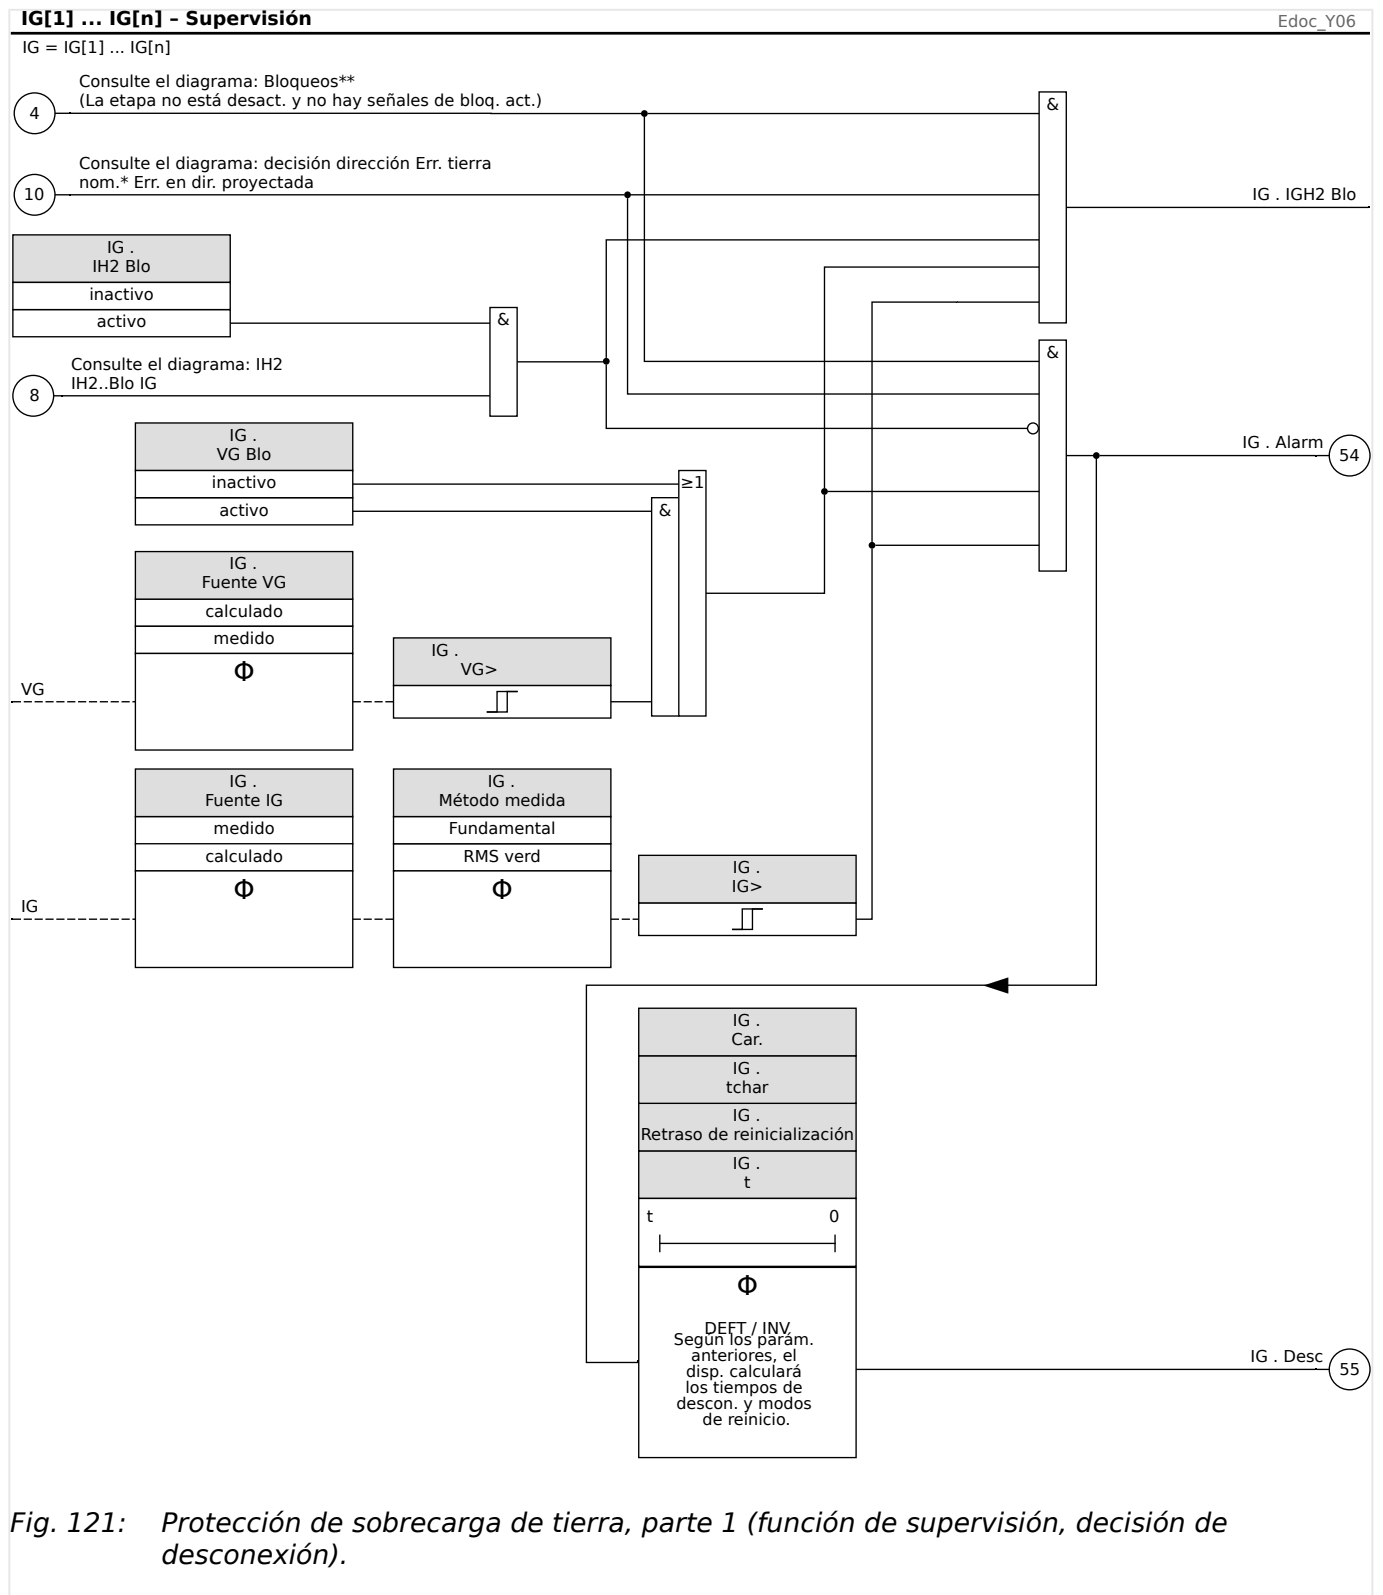 IG[1] ... IG[n] – Supervisión
Edoc_Y06
IG = IG[1] ... IG[n]
Consulte el diagrama: Bloqueos**
(La etapa no está desact. y no hay señales de bloq. act.)
4
&
Consulte el diagrama: decisión dirección Err. tierra
nom.* Err. en dir. proyectada
10
IG . IGH2 Blo
IG .
IH2 Blo
inactivo
activo
&
&
Consulte el diagrama: IH2
IH2..Blo IG
8
IG .
VG Blo
inactivo
activo
≥1
&
IG . Alarm
54
IG .
Fuente VG
calculado
medido
Φ
VG
IG .
VG>
IG .
Fuente IG
medido
calculado
Φ
IG
IG .
Método medida
Fundamental
RMS verd
Φ
IG .
IG>
IG .
Car.
IG .
tchar
IG .
Retraso de reinicialización
IG .
t
t 0
Φ
DEFT / INV
Según los parám.
anteriores, el
disp. calculará
los tiempos de
descon. y modos
de reinicio.
IG . Desc
55
Fig. 121: Protección de sobrecarga de tierra, parte 1 (función de supervisión, decisión de
desconexión).